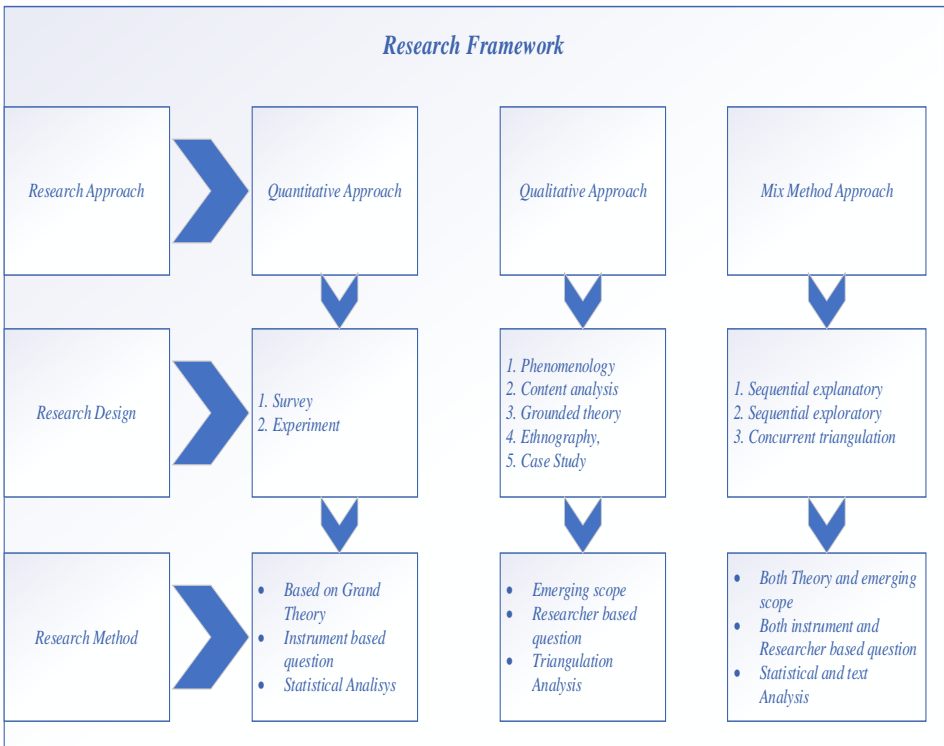 Research Framework
Research Approach
Quantitative Approach
Qualitative Approach
Mix Method Approach
Research Design
1. Survey
2. Experiment
1. Phenomenology
2. Content analysis
3. Grounded theory
4. Ethnography,
5. Case Study
1. Sequential explanatory
2. Sequential exploratory
3. Concurrent triangulation
Research Method
• Based on Grand
Theory
• Instrument based
question
• Statistical Analisys
• Emerging scope
• Researcher based
question
• Triangulation
Analysis
• Both Theory and emerging
scope
• Both instrument and
Researcher based question
• Statistical and text
Analysis